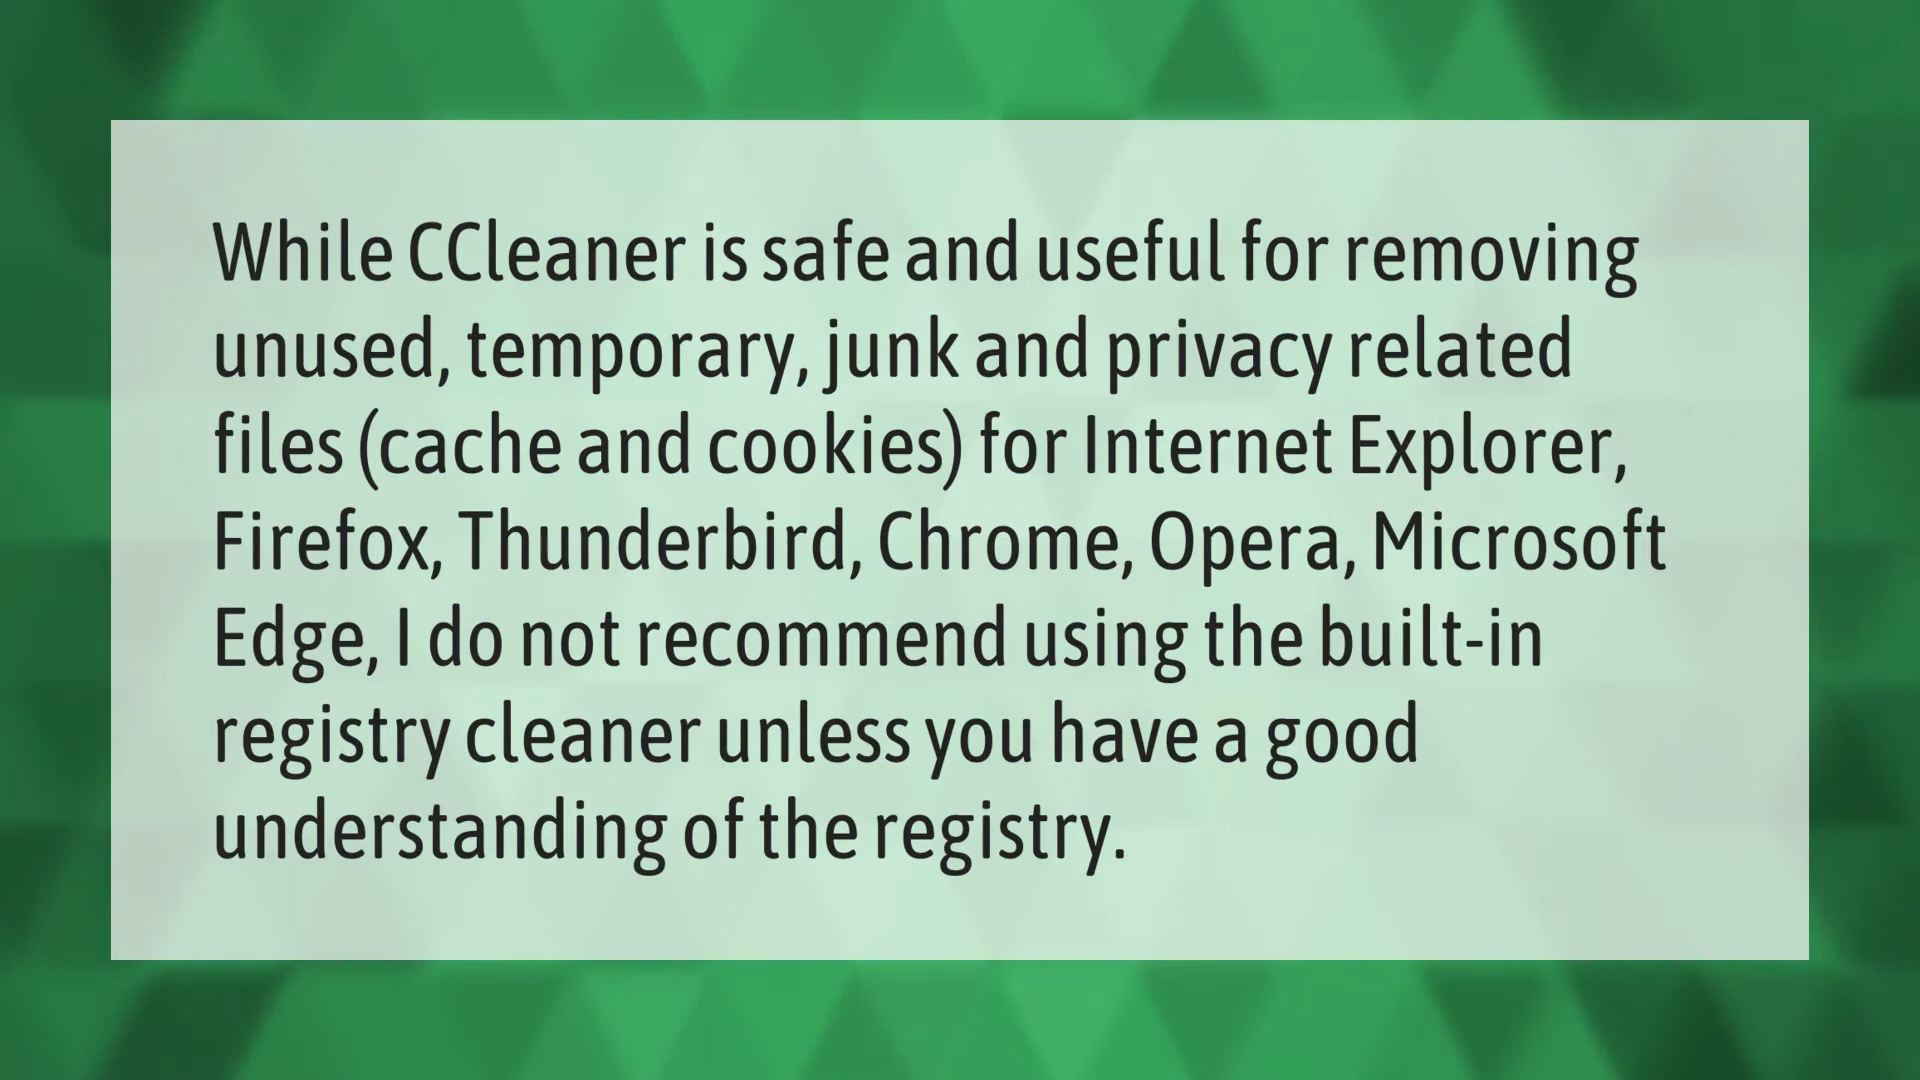 While CCleaner is safe and useful for removing
unused, temporary, junk and privacy related
files (cache and cookies) for Internet Explorer,
Firefox, Thunderbird, Chrome, Opera, Microsoft
Edge, I do not recommend using the built-in
registry cleaner unless you have a good
understanding of the registry.